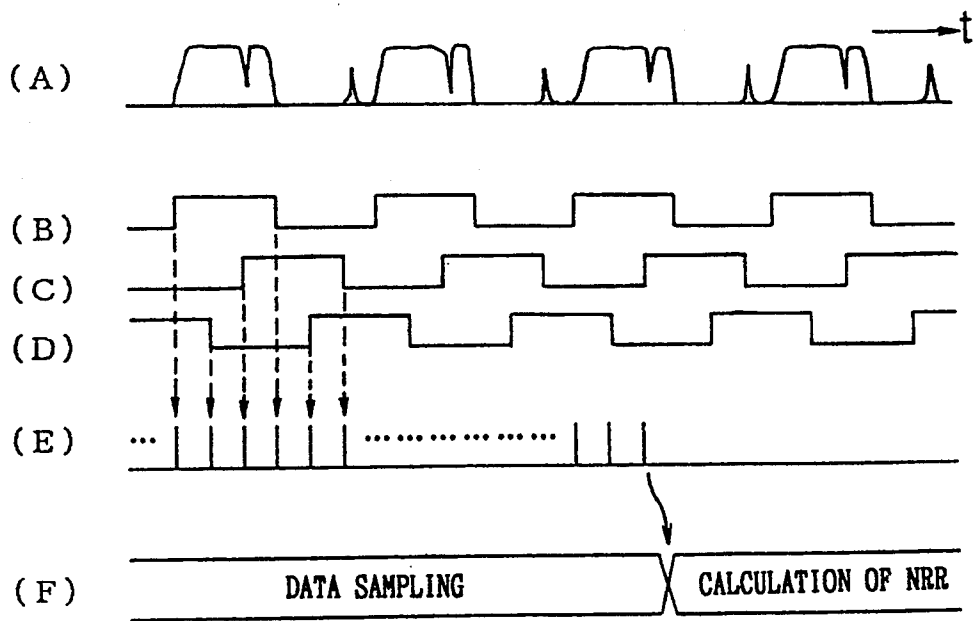 t
(A)
(B)
(C)
(D)
(E)
(F) DATA SAMPLING CALCULATION OF NRR